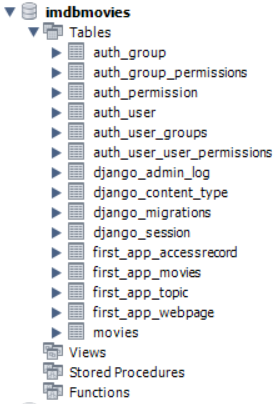 imdbmovies
Tables
auth_group
auth_group_permissions
auth_permission
auth_user
auth_user_groups
auth_user_user_permissions
django_admin_log
django_content_type
django_migrations
django_session
first_app_accessrecord
first_app_movies
first_app_topic
first_app_webpage
movies
Views
Stored Procedures
Functions